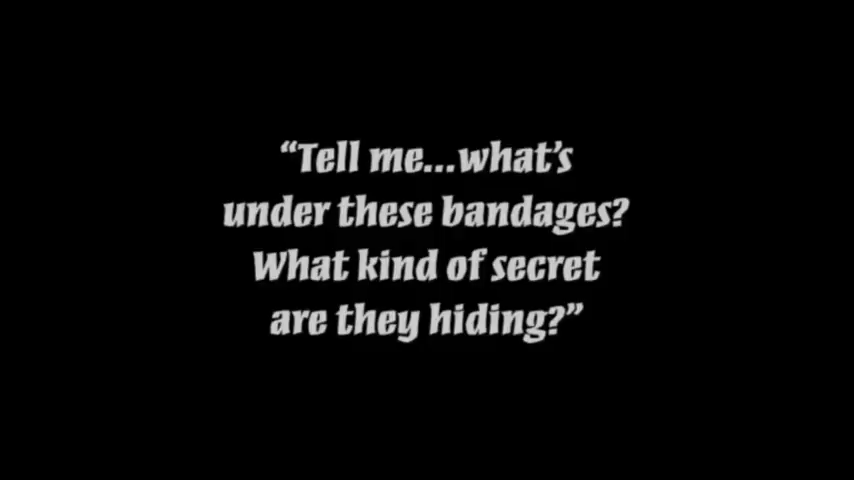 “Tell me...what’s
under these bandages?
What kind of secret
are they hiding?”